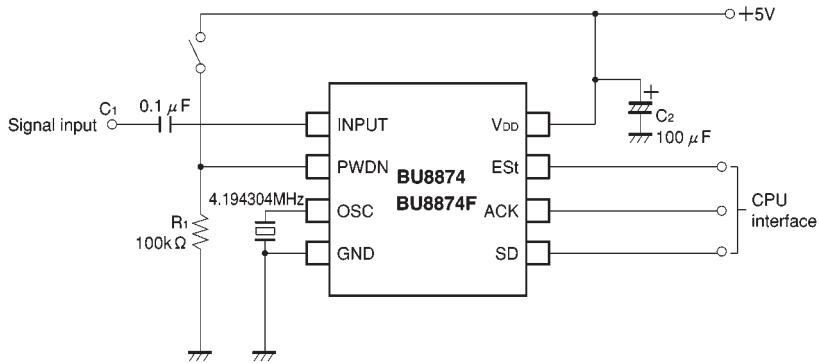 +5V
C1
0.1 μF
Signal input
INPUT
PWDN
OSC
GND
BU8874
BU8874F
VDD
ESt
ACK
SD
+
C2
100 μF
4.194304MHz
R1
100kΩ
CPU
interface